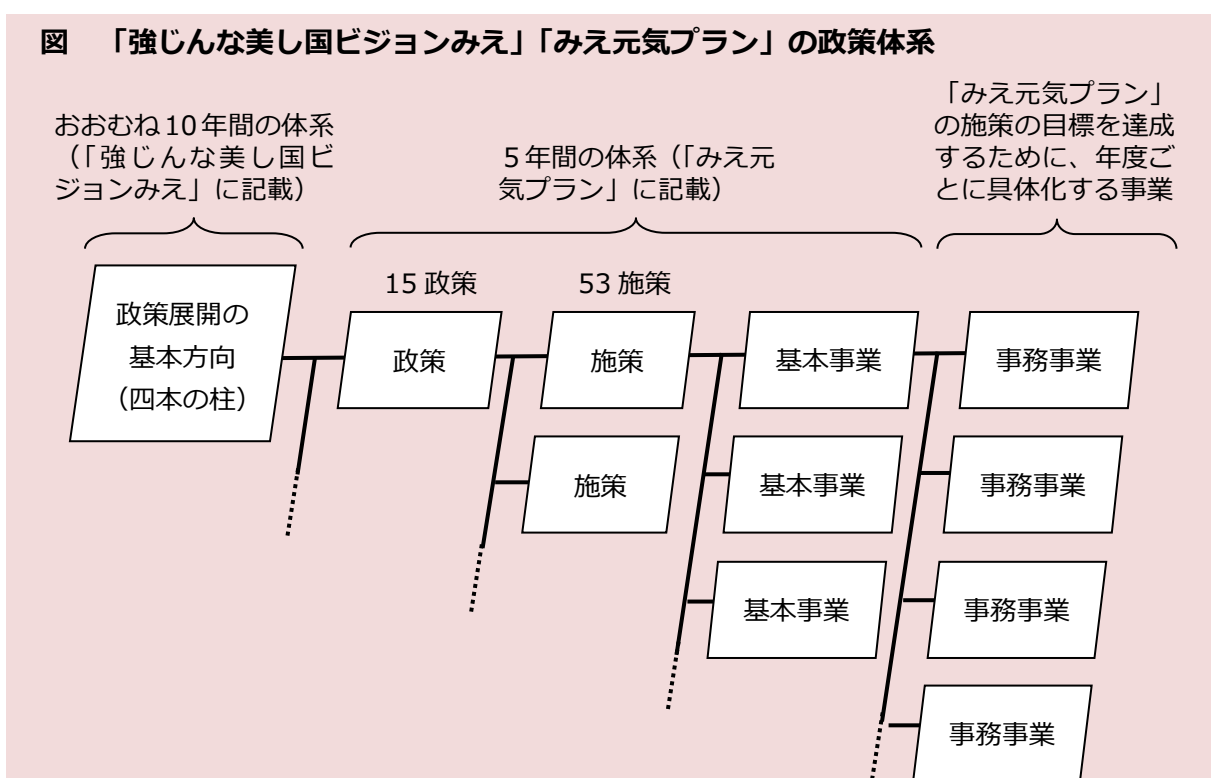 図 「強じんな美し国ビジョンみえ」「みえ元気プラン」の政策体系
おおむね10年間の体系
（「強じんな美し国ビ
ジョンみえ」に記載）
５年間の体系（「みえ元
気プラン」に記載）
「みえ元気プラン」
の施策の目標を達成
するために、年度ご
とに具体化する事業
15 政策
53 施策
政策展開の
基本方向
（四本の柱）
政策
施策
基本事業
事務事業
施策
基本事業
事務事業
基本事業
事務事業
事務事業